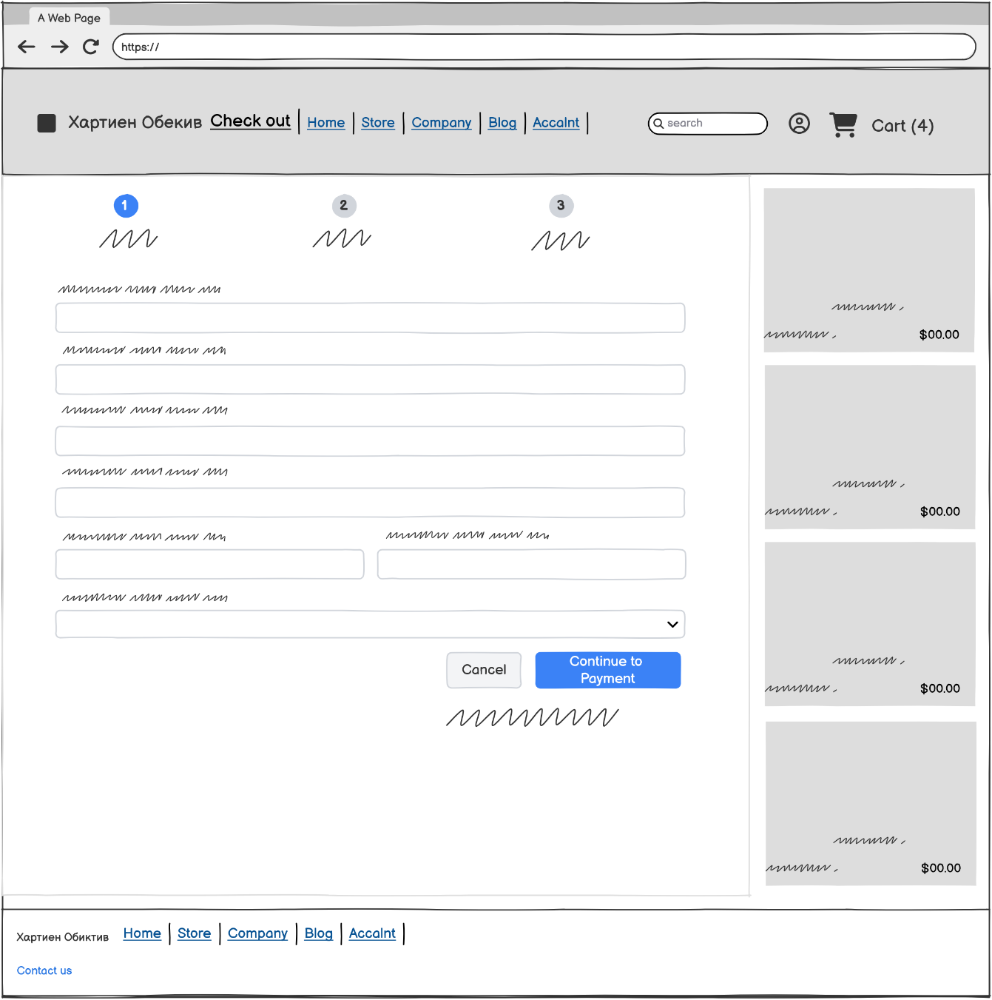 A Web Page
https://
Хартиен Обекив Check out Home Store Company Blog Accalnt search Cart (4)
1 2 3
$00.00
$00.00
$00.00
Cancel
Continue to
Payment
$00.00
Хартиен Обиктив Home Store Company Blog Accalnt
Contact us